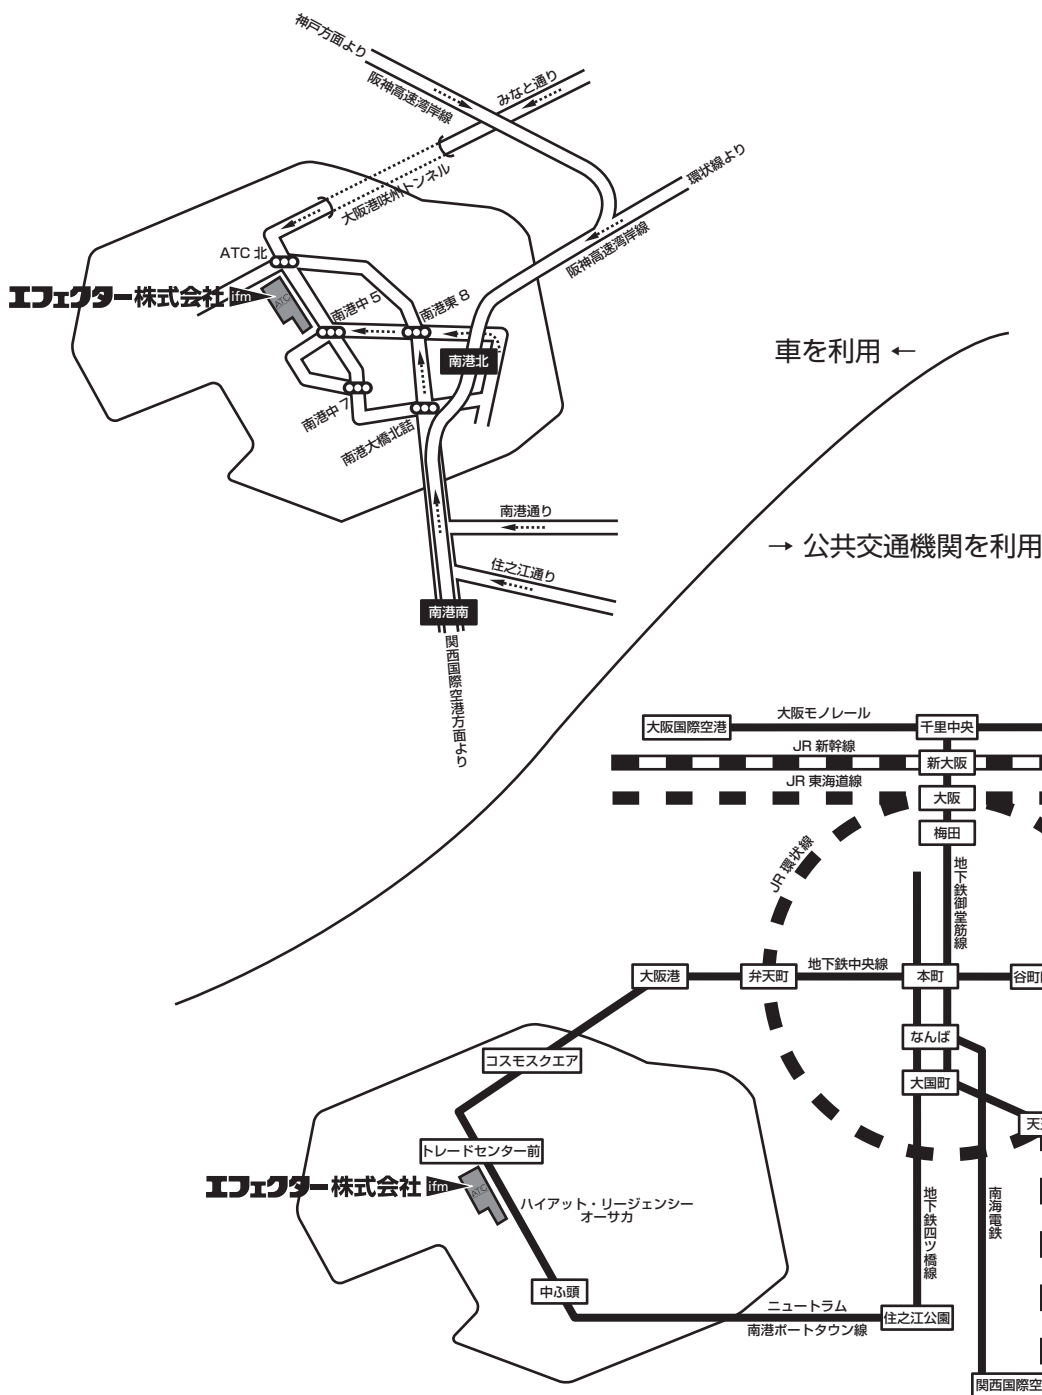 神戸方面より
阪神高速湾岸線
みなと通り
大阪港咲州トンネル
環状線より
阪神高速湾岸線
ATC 北
エフェクター株式会社 ifm
ATC
南港中 5
南港東 8
南港北
南港中 7
南港大橋北詰
車を利用 ←
南港通り
住之江通り
南港南
関西国際空港方面より
→ 公共交通機関を利用
大阪国際空港
大阪モノレール
千里中央
JR 新幹線
新大阪
JR 東海道線
大阪
梅田
JR 環状線
地下鉄御堂筋線
大阪港
弁天町
地下鉄中央線
本町
谷町
なんば
大国町
コスモスクエア
トレードセンター前
エフェクター株式会社 ifm
ATC
ハイアット・リージェンシー
オーサカ
地下鉄四ツ橋線
南海電鉄
中ふ頭
ニュートラム
南港ポートタウン線
住之江公園
関西国際空